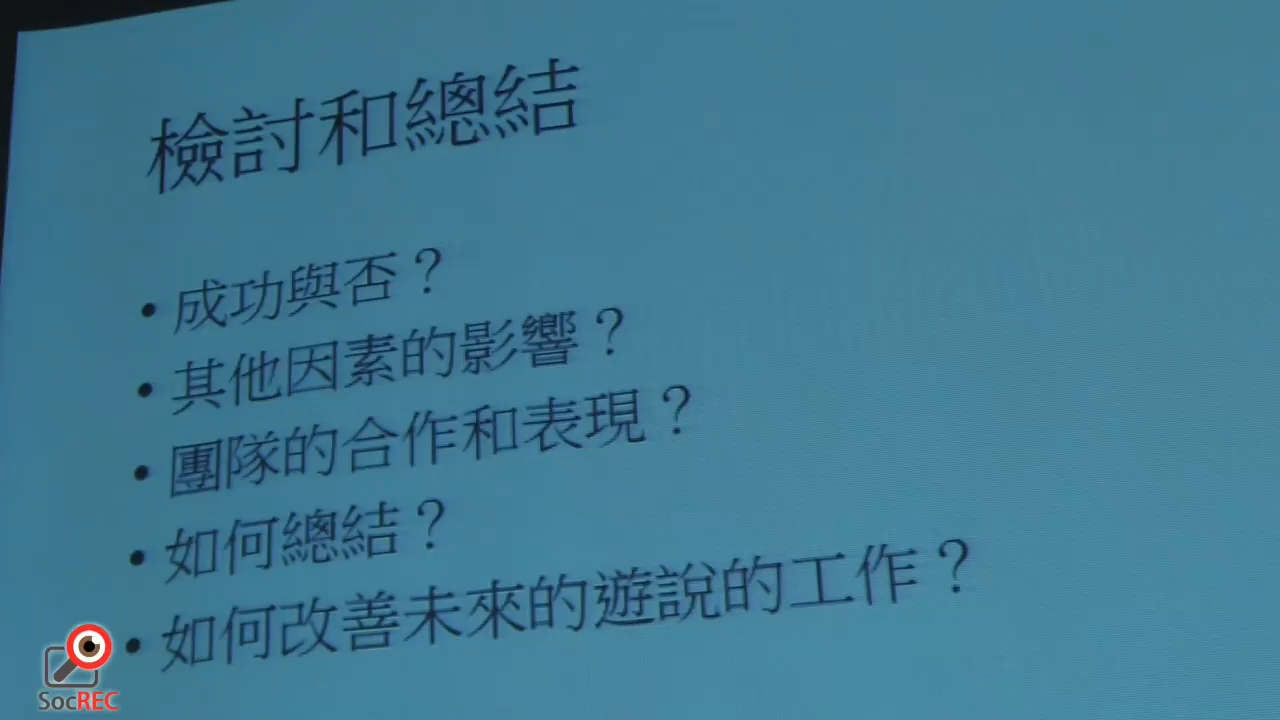 檢討和總結
• 成功與否？
• 其他因素的影響？
• 團隊的合作和表現？
• 如何總結？
• 如何改善未來的遊說的工作？
SocREC